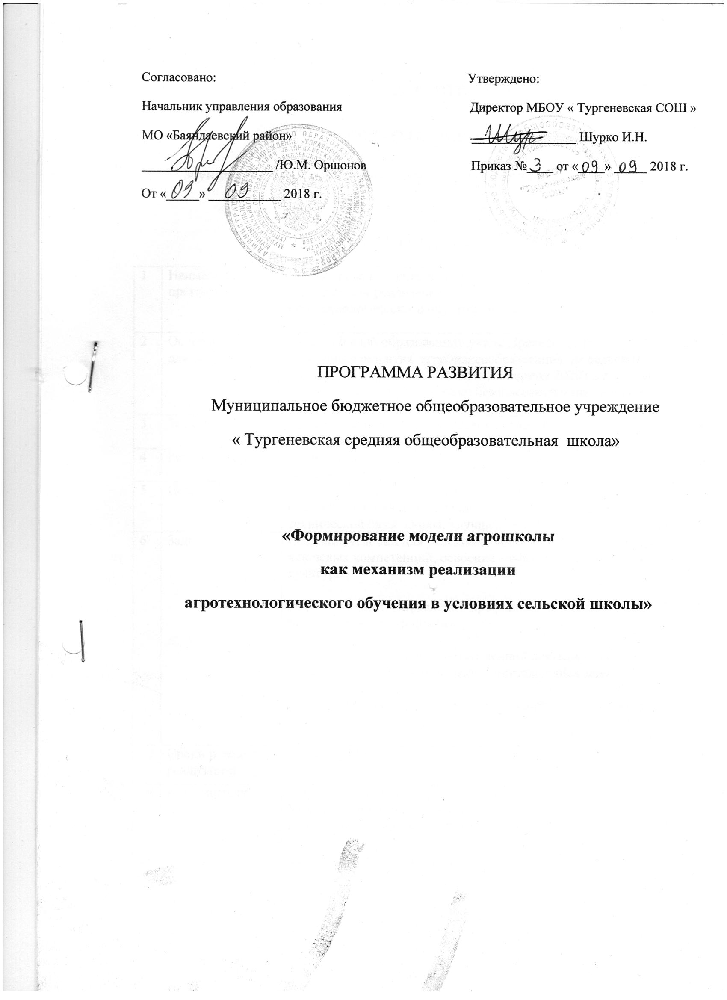 Согласовано:
Начальник управления образования
МО «Баяндаевский район»
/Ю.М. Оршонов
От «09» 09 2018 г.
Утверждено:
Директор МБОУ « Тургеневская СОШ »
Шурко И.Н.
Приказ № 3 от «09» 09 2018 г.
ПРОГРАММА РАЗВИТИЯ
Муниципальное бюджетное общеобразовательное учреждение
« Тургеневская средняя общеобразовательная школа»
«Формирование модели агрошколы
как механизм реализации
агротехнологического обучения в условиях сельской школы»